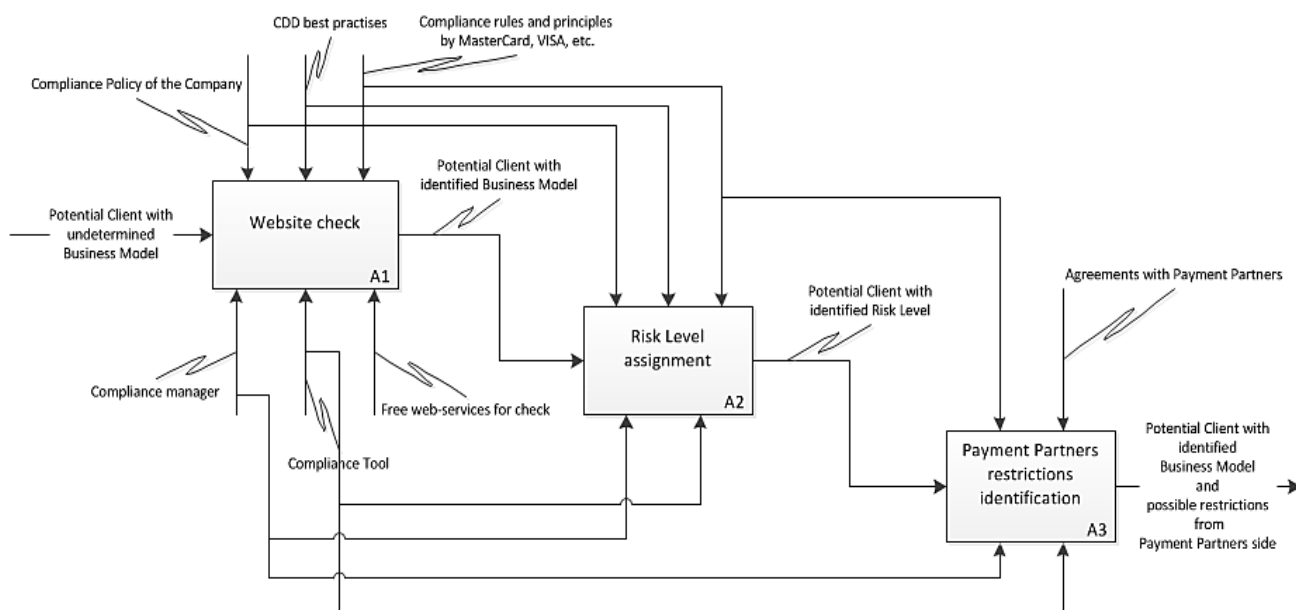 CDD best practises
Compliance rules and principles
by MasterCard, VISA, etc.
Compliance Policy of the Company
Potential Client with
undetermined
Business Model
Website check
A1
Potential Client with
identified Business Model
Agreements with Payment Partners
Potential Client with
identified Risk Level
Risk Level
assignment
A2
Compliance manager
Free web-services for check
Compliance Tool
Payment Partners
restrictions
identification
A3
Potential Client with
identified
Business Model
and
possible restrictions
from
Payment Partners side